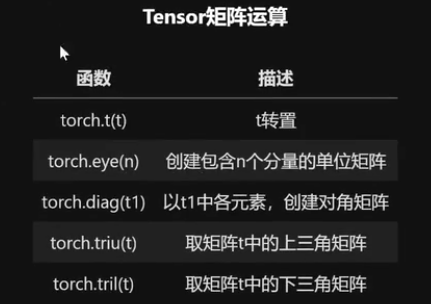 Tensor矩阵运算
函数 描述
torch.t(t) t转置
torch.eye(n) 创建包含n个分量的单位矩阵
torch.diag(t1) 以t1中各元素，创建对角矩阵
torch.triu(t) 取矩阵t中的上三角矩阵
torch.tril(t) 取矩阵t中的下三角矩阵